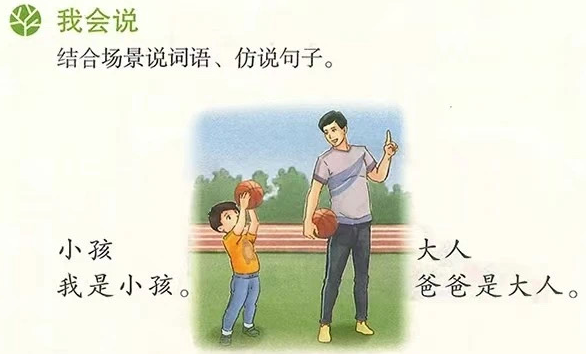 我会说
结合场景说词语、仿说句子。
小孩
我是小孩。
大人
爸爸是大人。